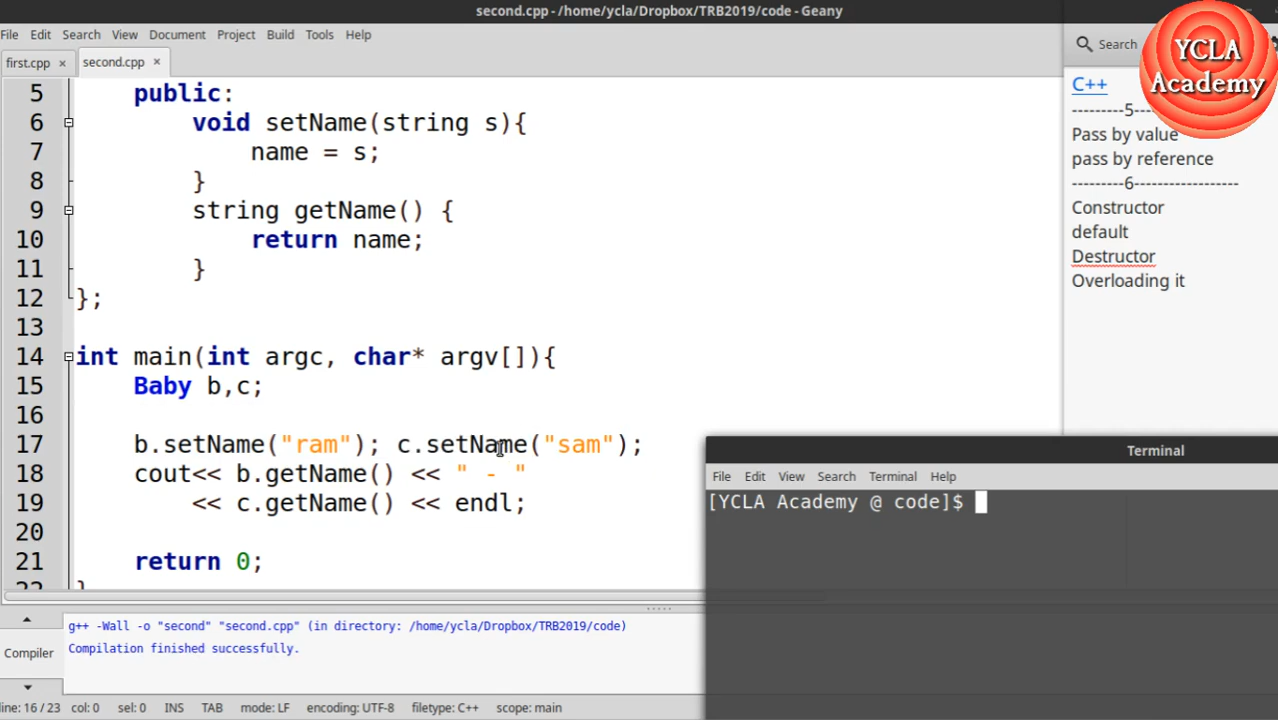 second.cpp - /home/ycla/Dropbox/TRB2019/code - Geany
File Edit Search View Document Project Build Tools Help
first.cpp × second.cpp ×
5 public:
6 void setName(string s){
7 name = s;
8 }
9 string getName() {
10 return name;
11 }
12 };
13
14 int main(int argc, char* argv[]){
15 Baby b,c;
16
17 b.setName("ram"); c.setName("sam");
18 cout<< b.getName() << " - "
19 << c.getName() << endl;
20
21 return 0;
22 }
Compiler
g++ -Wall -o "second" "second.cpp" (in directory: /home/ycla/Dropbox/TRB2019/code)
Compilation finished successfully.
line: 16 / 23 col: 0 sel: 0 INS TAB mode: LF encoding: UTF-8 filetype: C++ scope: main
Search
YCLA
Academy
C++
---------5---
Pass by value
pass by reference
---------6------------------
Constructor
default
Destructor
Overloading it
Terminal
File Edit View Search Terminal Help
[YCLA Academy @ code]$